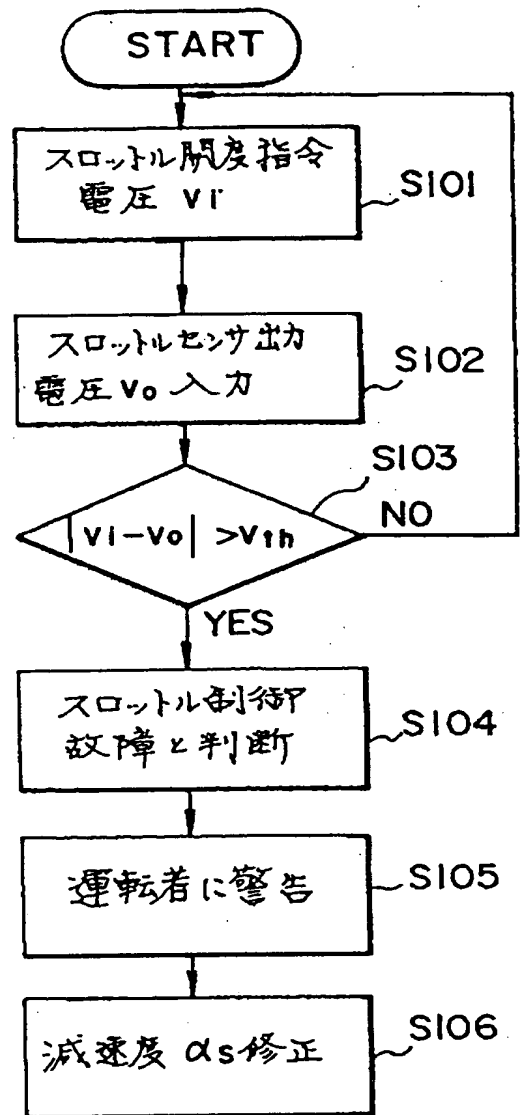 START
スロットル開度指令
電圧 Vi
S101
スロットルセンサ出力
電圧 Vo 入力
S102
S103
|Vi-Vo| >Vth
NO
YES
スロットル制御
故障と判断
S104
運転者に警告
S105
減速度 αs修正
S106